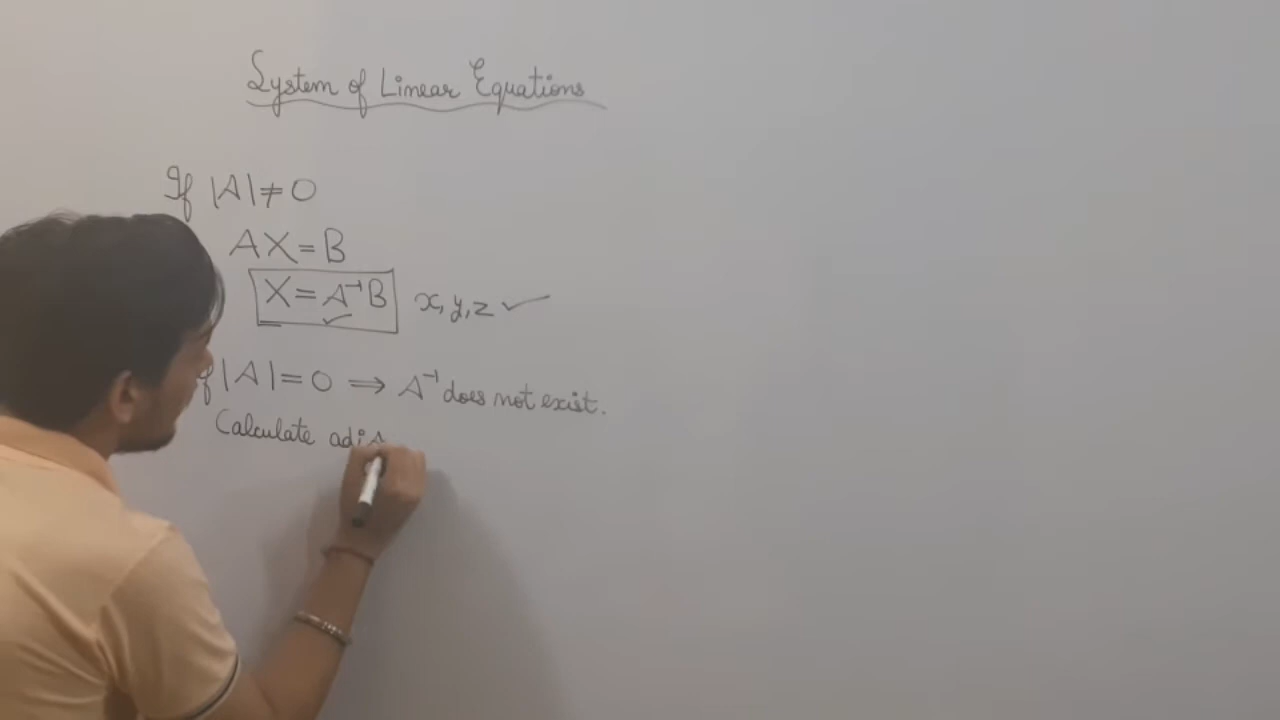 System of Linear Equations
If |A| ≠ 0
AX = B
X = A⁻¹B x, y, z ✓
If |A| = 0 ⟹ A⁻¹ does not exist.
Calculate adj A